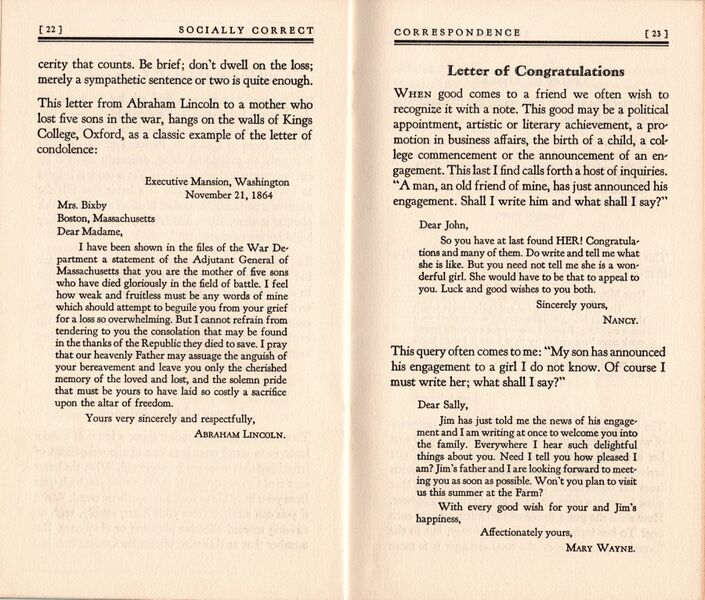 [ 22 ] SOCIALLY CORRECT
cerity that counts. Be brief; don't dwell on the loss;
merely a sympathetic sentence or two is quite enough.
This letter from Abraham Lincoln to a mother who
lost five sons in the war, hangs on the walls of Kings
College, Oxford, as a classic example of the letter of
condolence:
Executive Mansion, Washington
November 21, 1864
Mrs. Bixby
Boston, Massachusetts
Dear Madame,
I have been shown in the files of the War De-
partment a statement of the Adjutant General of
Massachusetts that you are the mother of five sons
who have died gloriously in the field of battle. I feel
how weak and fruitless must be any words of mine
which should attempt to beguile you from your grief
for a loss so overwhelming. But I cannot refrain from
tendering to you the consolation that may be found
in the thanks of the Republic they died to save. I
pray that our heavenly Father may assuage the anguish of
your bereavement and leave you only the cherished
memory of the loved and lost, and the solemn pride
that must be yours to have laid so costly a sacrifice
upon the altar of freedom.
Yours very sincerely and respectfully,
ABRAHAM LINCOLN.
CORRESPONDENCE [ 23 ]
Letter of Congratulations
WHEN good comes to a friend we often wish to
recognize it with a note. This good may be a political
appointment, artistic or literary achievement, a pro-
motion in business affairs, the birth of a child, a col-
lege commencement or the announcement of an en-
gagement. This last I find calls forth a host of inquiries.
"A man, an old friend of mine, has just announced his
engagement. Shall I write him and what shall I say?"
Dear John,
So you have at last found HER! Congratula-
tions and many of them. Do write and tell me what
she is like. But you need not tell me she is a won-
derful girl. She would have to be that to appeal to
you. Luck and good wishes to you both.
Sincerely yours,
NANCY.
This query often comes to me: "My son has announced
his engagement to a girl I do not know. Of course I
must write her; what shall I say?"
Dear Sally,
Jim has just told me the news of his engage-
ment and I am writing at once to welcome you into
the family. Everywhere I hear such delightful
things about you. Need I tell you how pleased I
am? Jim's father and I are looking forward to meet-
ing you as soon as possible. Won't you plan to visit
us this summer at the Farm?
With every good wish for your and Jim's
happiness,
Affectionately yours,
MARY WAYNE.